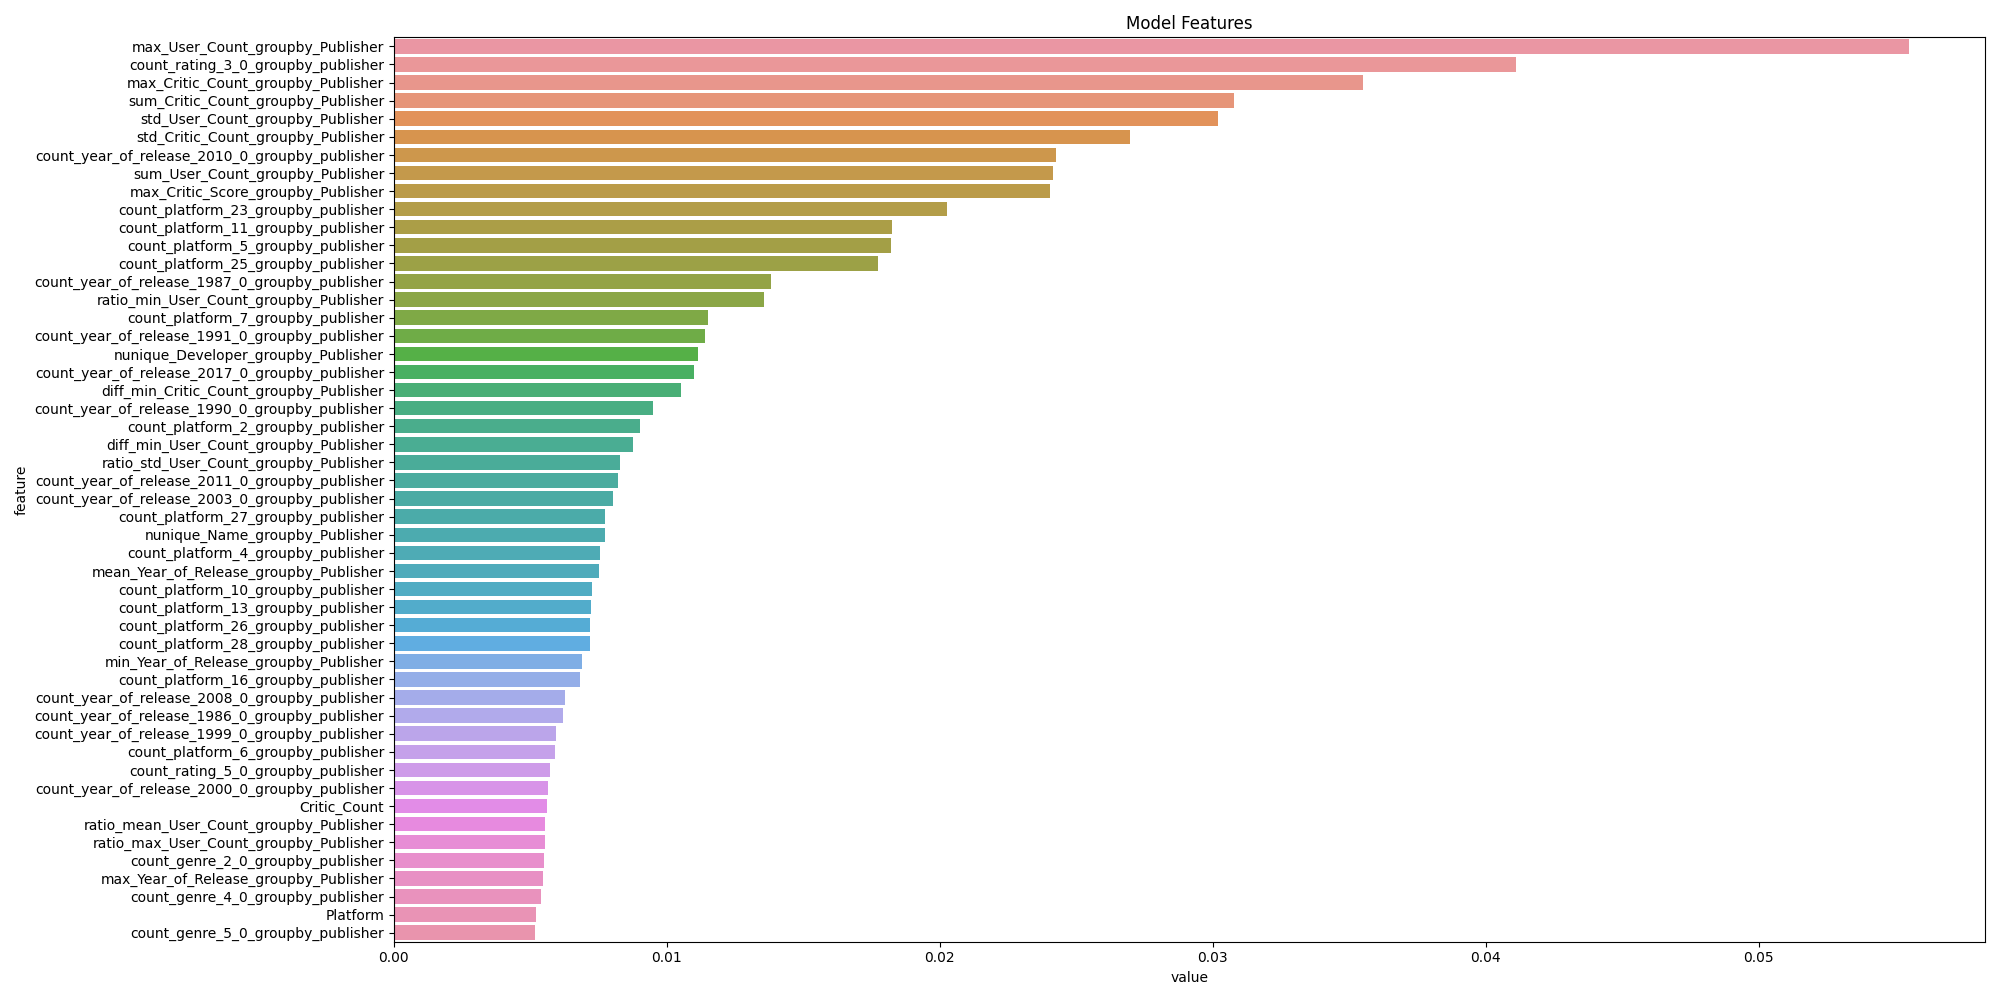 Model Features
max_User_Count_groupby_Publisher
count_rating_3_0_groupby_publisher
max_Critic_Count_groupby_Publisher
sum_Critic_Count_groupby_Publisher
std_User_Count_groupby_Publisher
std_Critic_Count_groupby_Publisher
count_year_of_release_2010_0_groupby_publisher
sum_User_Count_groupby_Publisher
max_Critic_Score_groupby_Publisher
count_platform_23_groupby_publisher
count_platform_11_groupby_publisher
count_platform_5_groupby_publisher
count_platform_25_groupby_publisher
count_year_of_release_1987_0_groupby_publisher
ratio_min_User_Count_groupby_Publisher
count_platform_7_groupby_publisher
count_year_of_release_1991_0_groupby_publisher
nunique_Developer_groupby_Publisher
count_year_of_release_2017_0_groupby_publisher
diff_min_Critic_Count_groupby_Publisher
count_year_of_release_1990_0_groupby_publisher
count_platform_2_groupby_publisher
diff_min_User_Count_groupby_Publisher
ratio_std_User_Count_groupby_Publisher
count_year_of_release_2011_0_groupby_publisher
count_year_of_release_2003_0_groupby_publisher
count_platform_27_groupby_publisher
nunique_Name_groupby_Publisher
count_platform_4_groupby_publisher
mean_Year_of_Release_groupby_Publisher
count_platform_10_groupby_publisher
count_platform_13_groupby_publisher
count_platform_26_groupby_publisher
count_platform_28_groupby_publisher
min_Year_of_Release_groupby_Publisher
count_platform_16_groupby_publisher
count_year_of_release_2008_0_groupby_publisher
count_year_of_release_1986_0_groupby_publisher
count_year_of_release_1999_0_groupby_publisher
count_platform_6_groupby_publisher
count_rating_5_0_groupby_publisher
count_year_of_release_2000_0_groupby_publisher
Critic_Count
ratio_mean_User_Count_groupby_Publisher
ratio_max_User_Count_groupby_Publisher
count_genre_2_0_groupby_publisher
max_Year_of_Release_groupby_Publisher
count_genre_4_0_groupby_publisher
Platform
count_genre_5_0_groupby_publisher
feature
0.00 0.01 0.02 0.03 0.04 0.05
value